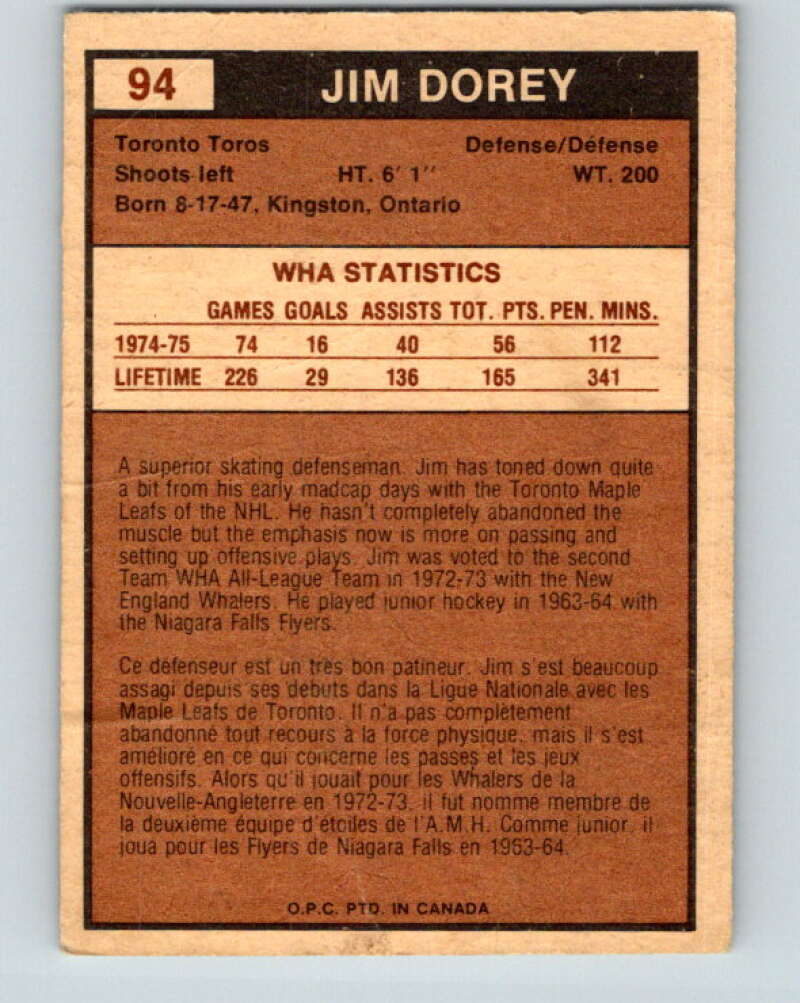 94 JIM DOREY
Toronto Toros Defense/Défense
Shoots left HT. 6' 1'' WT. 200
Born 8-17-47, Kingston, Ontario
WHA STATISTICS
GAMES GOALS ASSISTS TOT. PTS. PEN. MINS.
1974-75 74 16 40 56 112
LIFETIME 226 29 136 165 341
A superior skating defenseman. Jim has toned down quite
a bit from his early madcap days with the Toronto Maple
Leafs of the NHL. He hasn't completely abandoned the
muscle but the emphasis now is more on passing and
setting up offensive plays. Jim was voted to the second
Team WHA All-League Team in 1972-73 with the New
England Whalers. He played junior hockey in 1963-64 with
the Niagara Falls Flyers.
Ce défenseur est un très bon patineur. Jim s'est beaucoup
assagi depuis ses débuts dans la Ligue Nationale avec les
Maple Leafs de Toronto. Il n'a pas complètement
abandonné tout recours à la force physique, mais il s'est
amélioré en ce qui concerne les passes et les jeux
offensifs. Alors qu'il jouait pour les Whalers de la
Nouvelle-Angleterre en 1972-73, il fut nommé membre de
la deuxième équipe d'étoiles de l'A.M.H. Comme junior, il
joua pour les Flyers de Niagara Falls en 1963-64.
O.P.C. PTD. IN CANADA